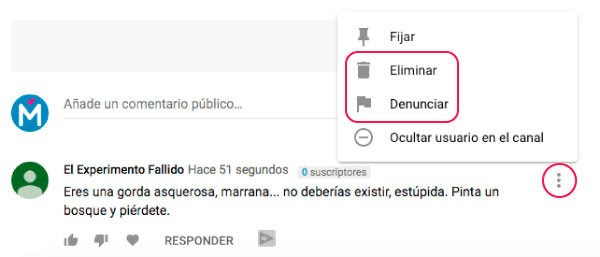 Fijar
Eliminar
Denunciar
Ocultar usuario en el canal
Añade un comentario público...
El Experimento Fallido Hace 51 segundos 0 suscriptores
Eres una gorda asquerosa, marrana... no deberías existir, estúpida. Pinta un
bosque y piérdete.
RESPONDER